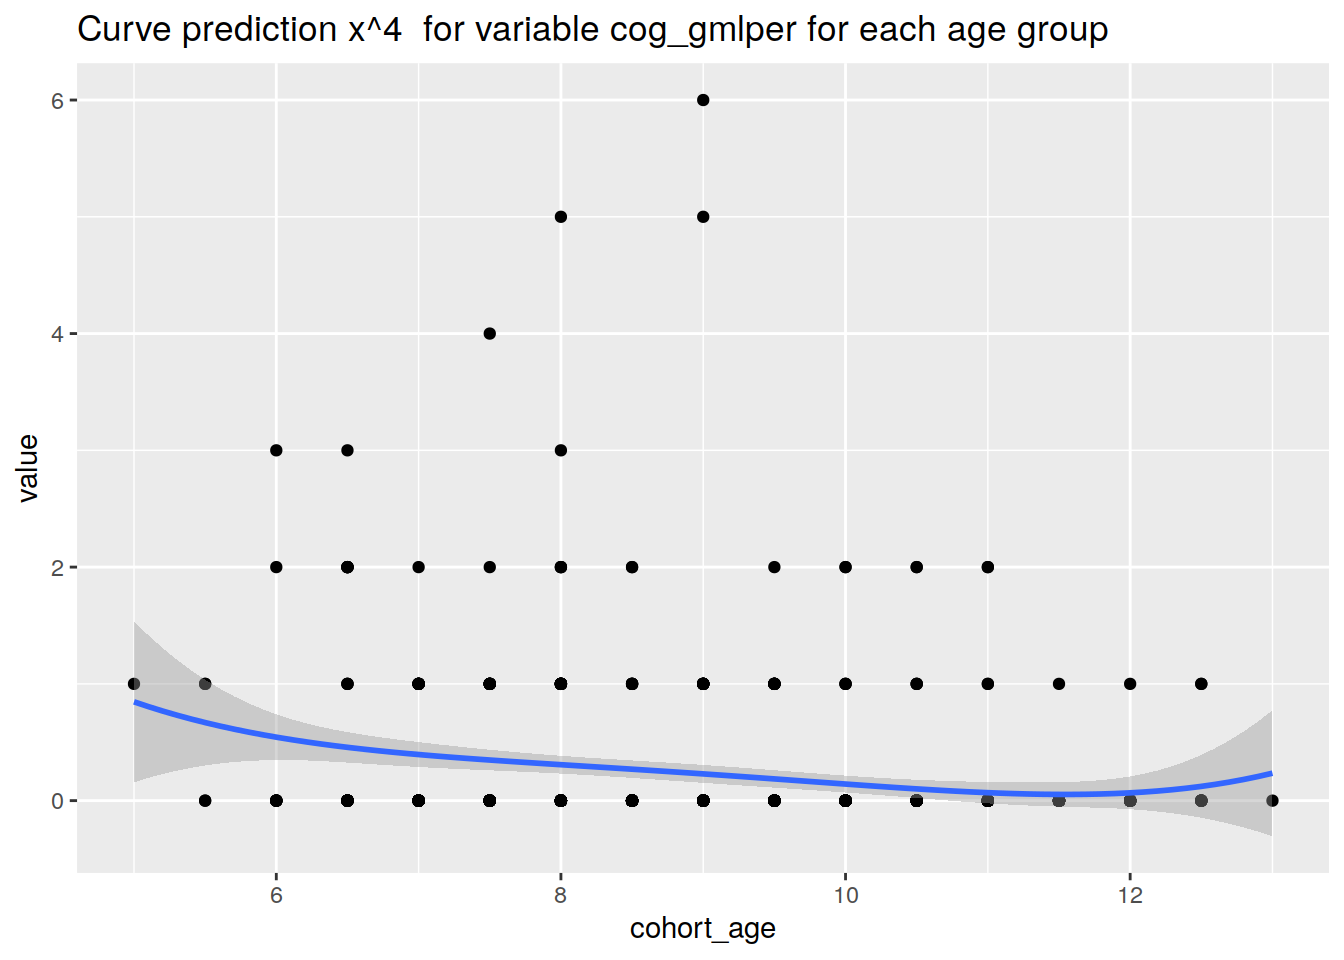 Curve prediction x^4  for variable cog_gmlper for each age group
6
4
2
0
value
6
8
10
12
cohort_age